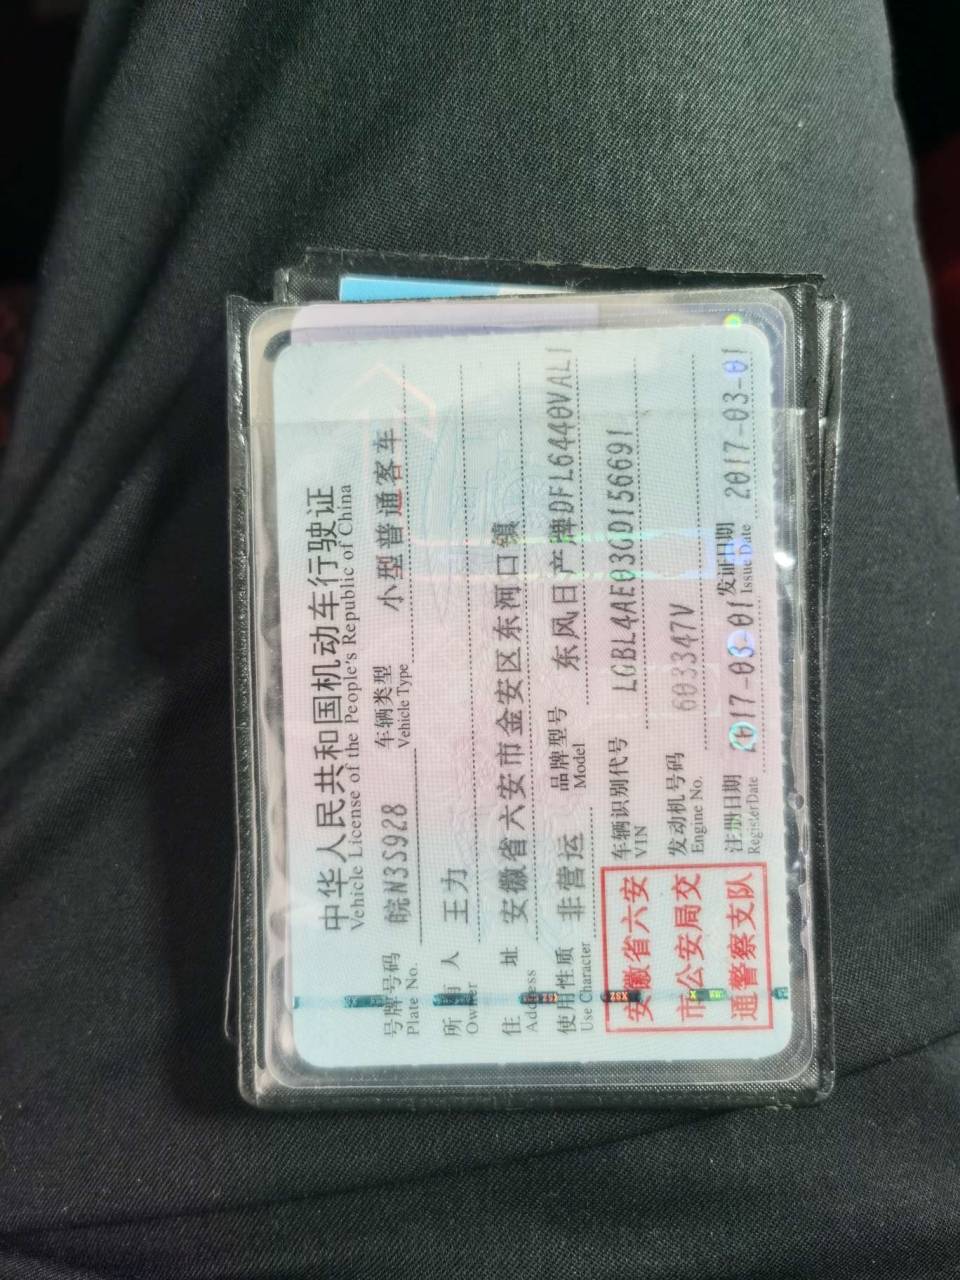 中华人民共和国机动车行驶证
Vehicle License of the People's Republic of China
号牌号码 皖N3S928 车辆类型 小型普通客车
Plate No. Vehicle Type
所有人 王力
Owner
住址 安徽省六安市金安区东河口镇
Address
使用性质 非营运 品牌型号 东风日产牌DFL6440VAL1
Use Character Model
安徽省六安
市公安局交
通警察支队
车辆识别代号 LGBL4AE03GD156691
VIN
发动机号码 603347V
Engine No.
注册日期 2017-03-01 发证日期 2017-03-01
Register Date Issue Date